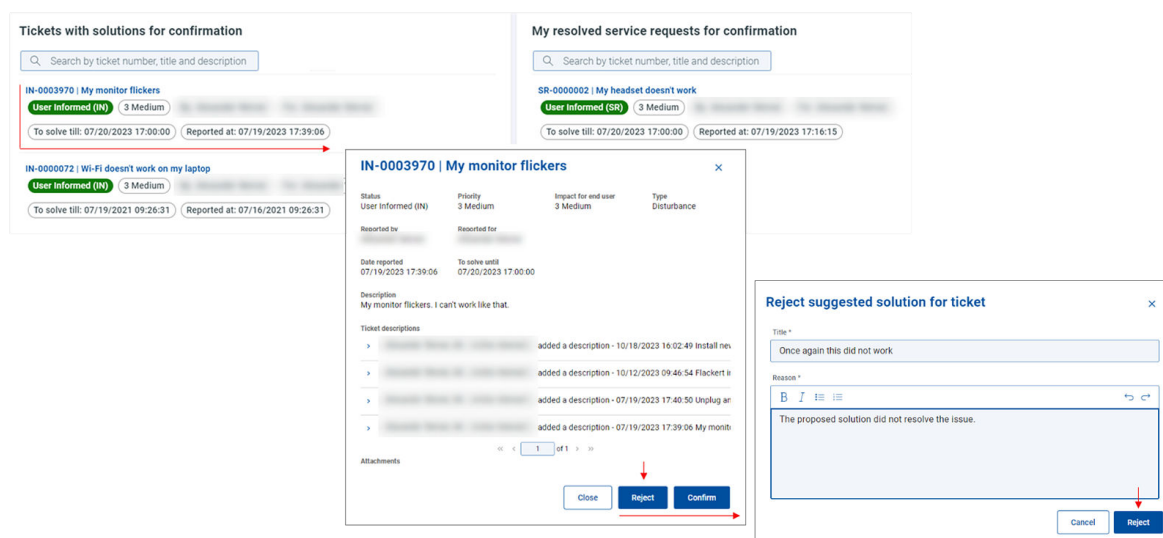 Tickets with solutions for confirmation
Search by ticket number, title and description
IN-0003970 | My monitor flickers
User Informed (IN) 3 Medium
To solve till: 07/20/2023 17:00:00 Reported at: 07/19/2023 17:39:06
IN-0000072 | Wi-Fi doesn't work on my laptop
User Informed (IN) 3 Medium
To solve till: 07/19/2021 09:26:31 Reported at: 07/16/2021 09:26:31
My resolved service requests for confirmation
Search by ticket number, title and description
SR-0000002 | My headset doesn't work
User Informed (SR) 3 Medium
To solve till: 07/20/2023 17:00:00 Reported at: 07/19/2023 17:16:15
IN-0003970 | My monitor flickers
Status Priority Impact for end user Type
User Informed (IN) 3 Medium 3 Medium Disturbance
Reported by Reported for
Date reported To solve until
07/19/2023 17:39:06 07/20/2023 17:00:00
Description
My monitor flickers. I can't work like that.
Ticket descriptions
added a description - 10/18/2023 16:02:49 Install
added a description - 10/12/2023 09:46:54 Flackert
added a description - 07/19/2023 17:40:50 Unplug
added a description - 07/19/2023 17:39:06 My
1 of 1
Attachments
Close Reject Confirm
Reject suggested solution for ticket
Title *
Once again this did not work
Reason *
B I
The proposed solution did not resolve the issue.
Cancel Reject